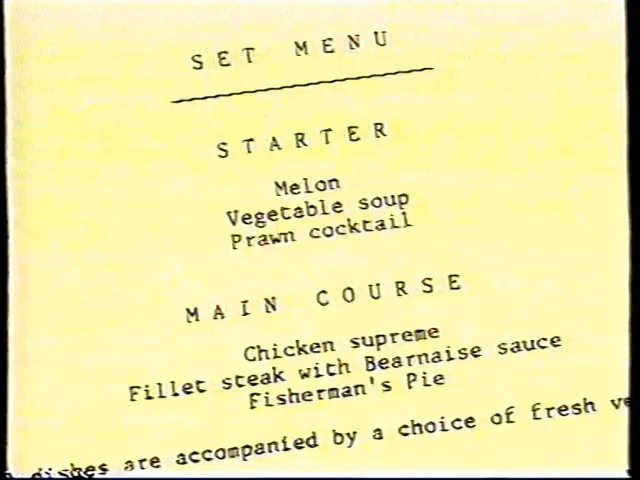 SET MENU
STARTER
Melon
Vegetable soup
Prawn cocktail
MAIN COURSE
Chicken supreme
Fillet steak with Bearnaise sauce
Fisherman's Pie
dishes are accompanied by a choice of fresh